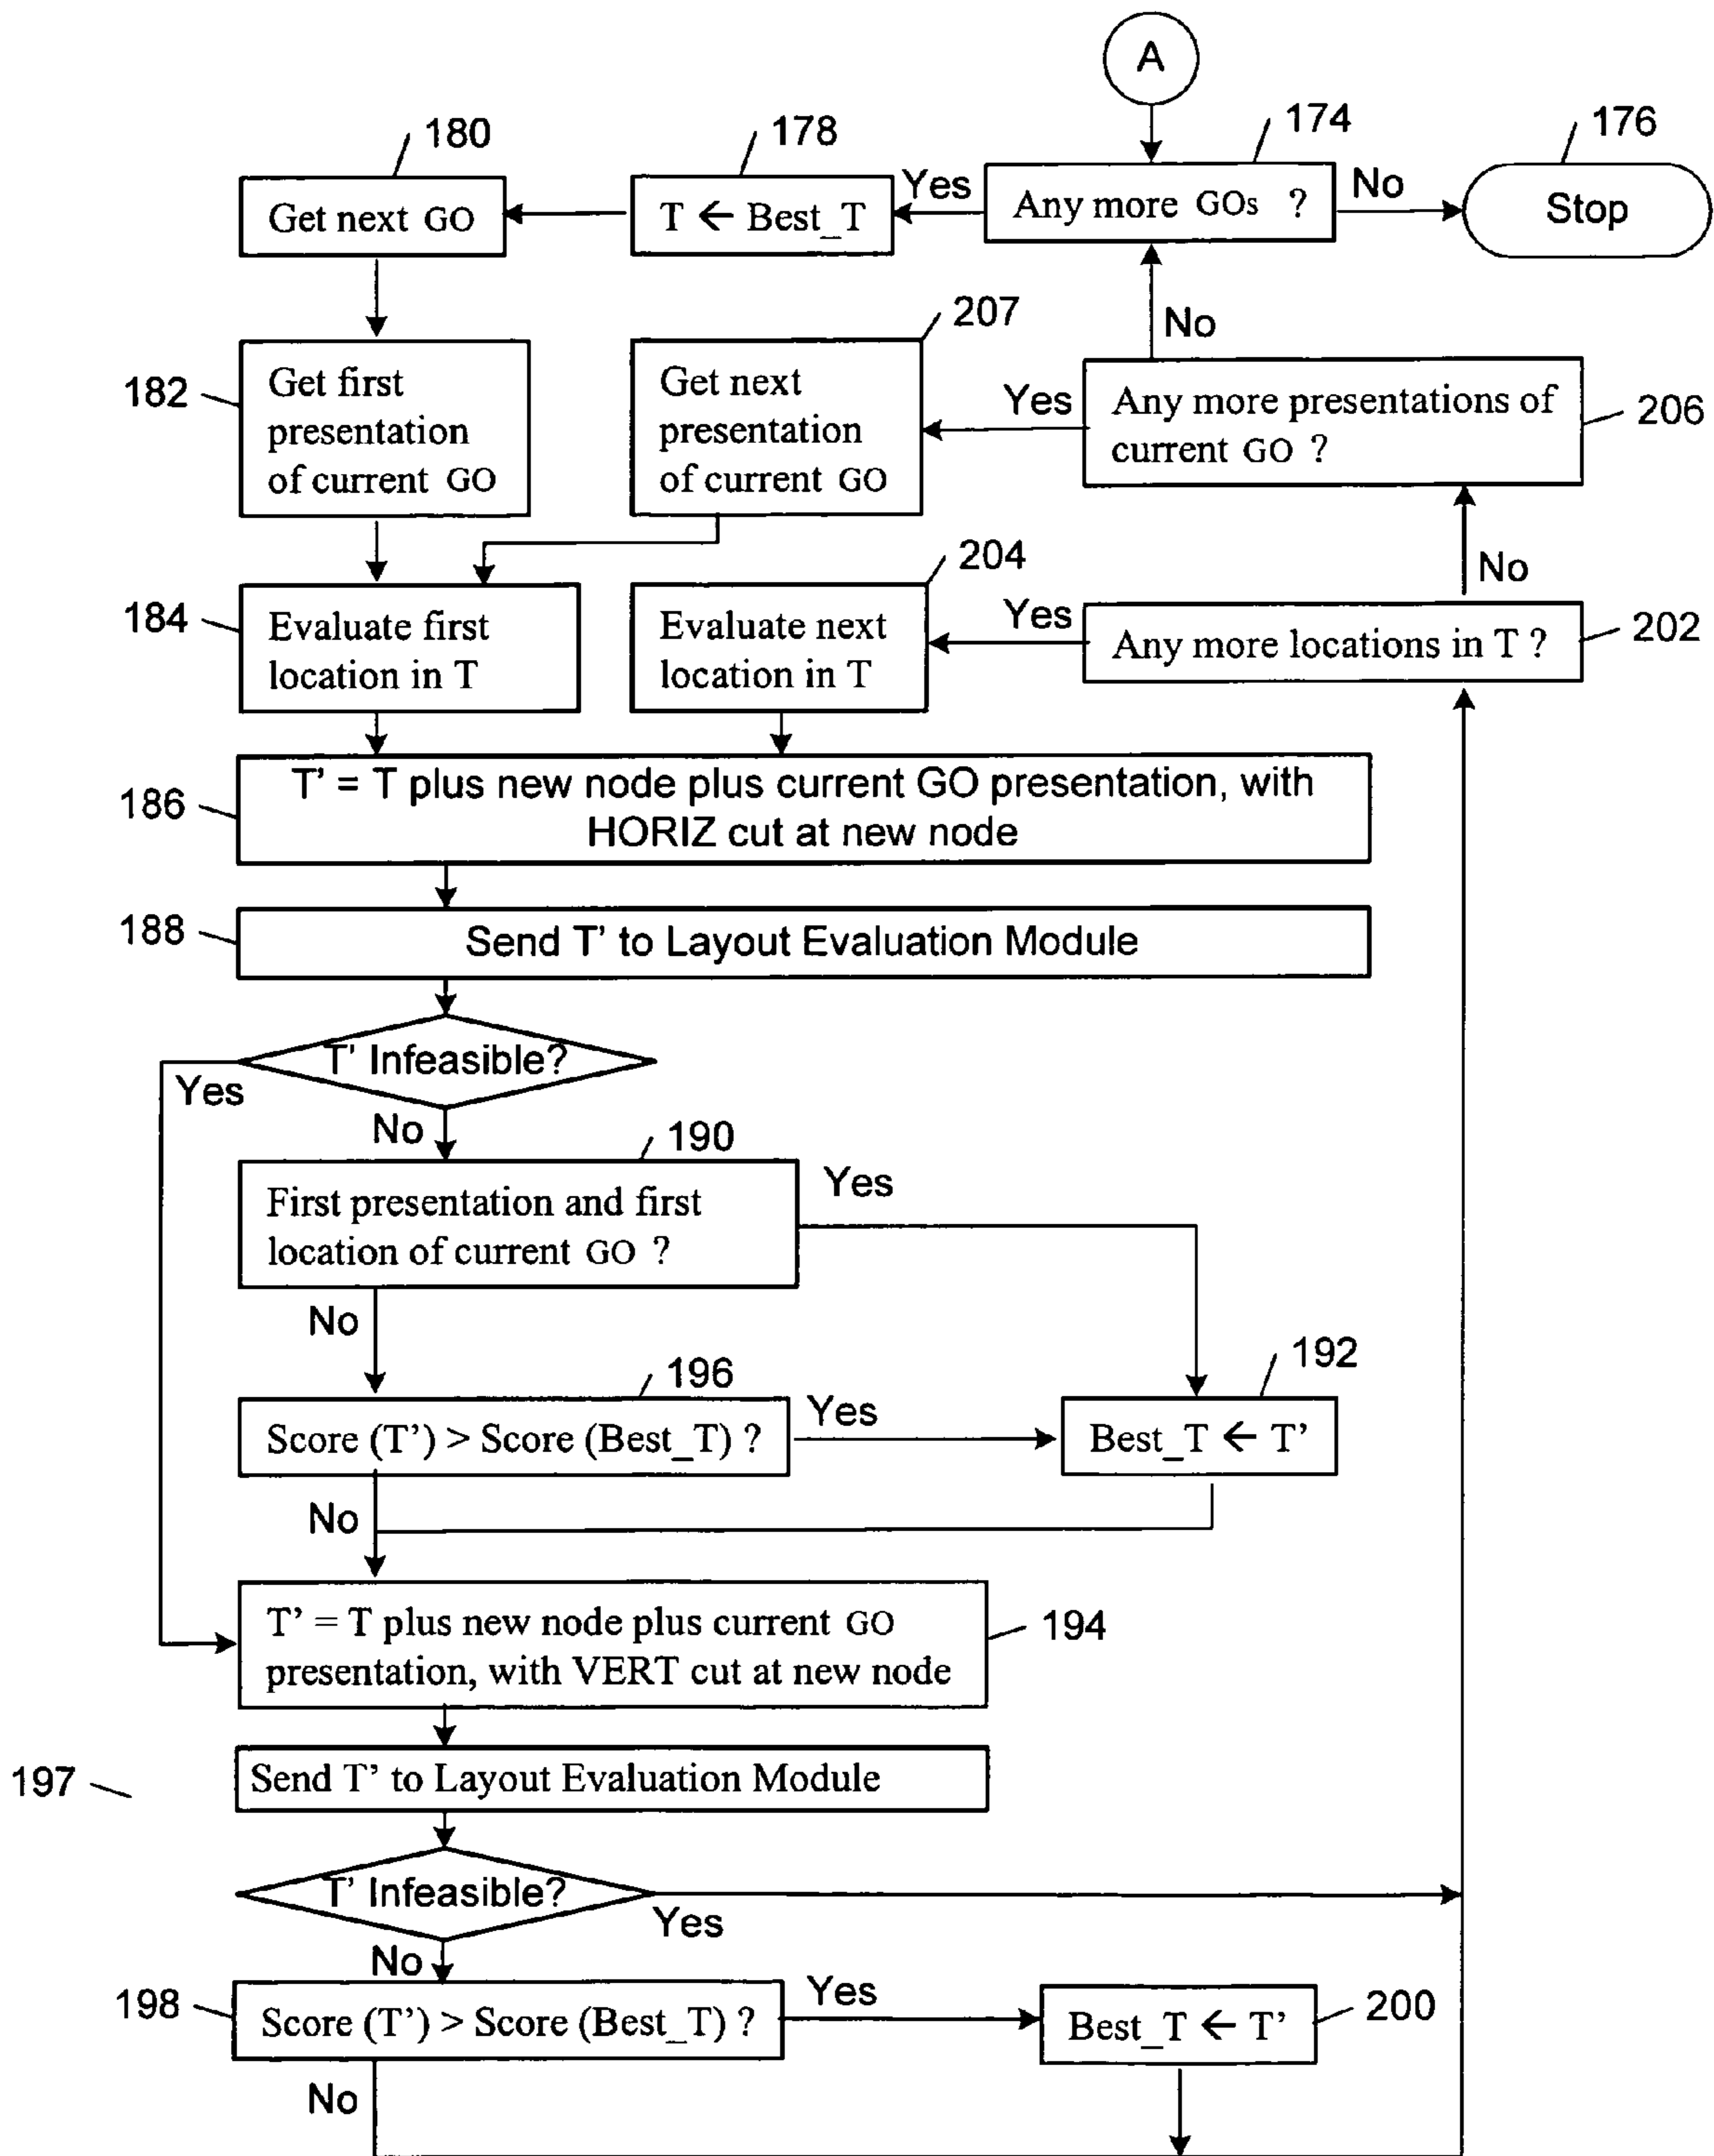 A
180
178
174
176
Get next GO
T ← Best_T
Yes
Any more GOs ?
No
Stop
207
No
182
Get first
presentation
of current GO
Get next
presentation
of current GO
Yes
Any more presentations of
current GO ?
206
204
No
184
Evaluate first
location in T
Evaluate next
location in T
Yes
Any more locations in T ?
202
186
T' = T plus new node plus current GO presentation, with
HORIZ cut at new node
188
Send T' to Layout Evaluation Module
T' Infeasible?
Yes
No
190
First presentation and first
location of current GO ?
Yes
No
196
192
Score (T') > Score (Best_T) ?
Yes
Best_T ← T'
No
T' = T plus new node plus current GO
presentation, with VERT cut at new node
194
197
Send T' to Layout Evaluation Module
T' Infeasible?
Yes
No
198
Score (T') > Score (Best_T) ?
Yes
Best_T ← T'
200
No